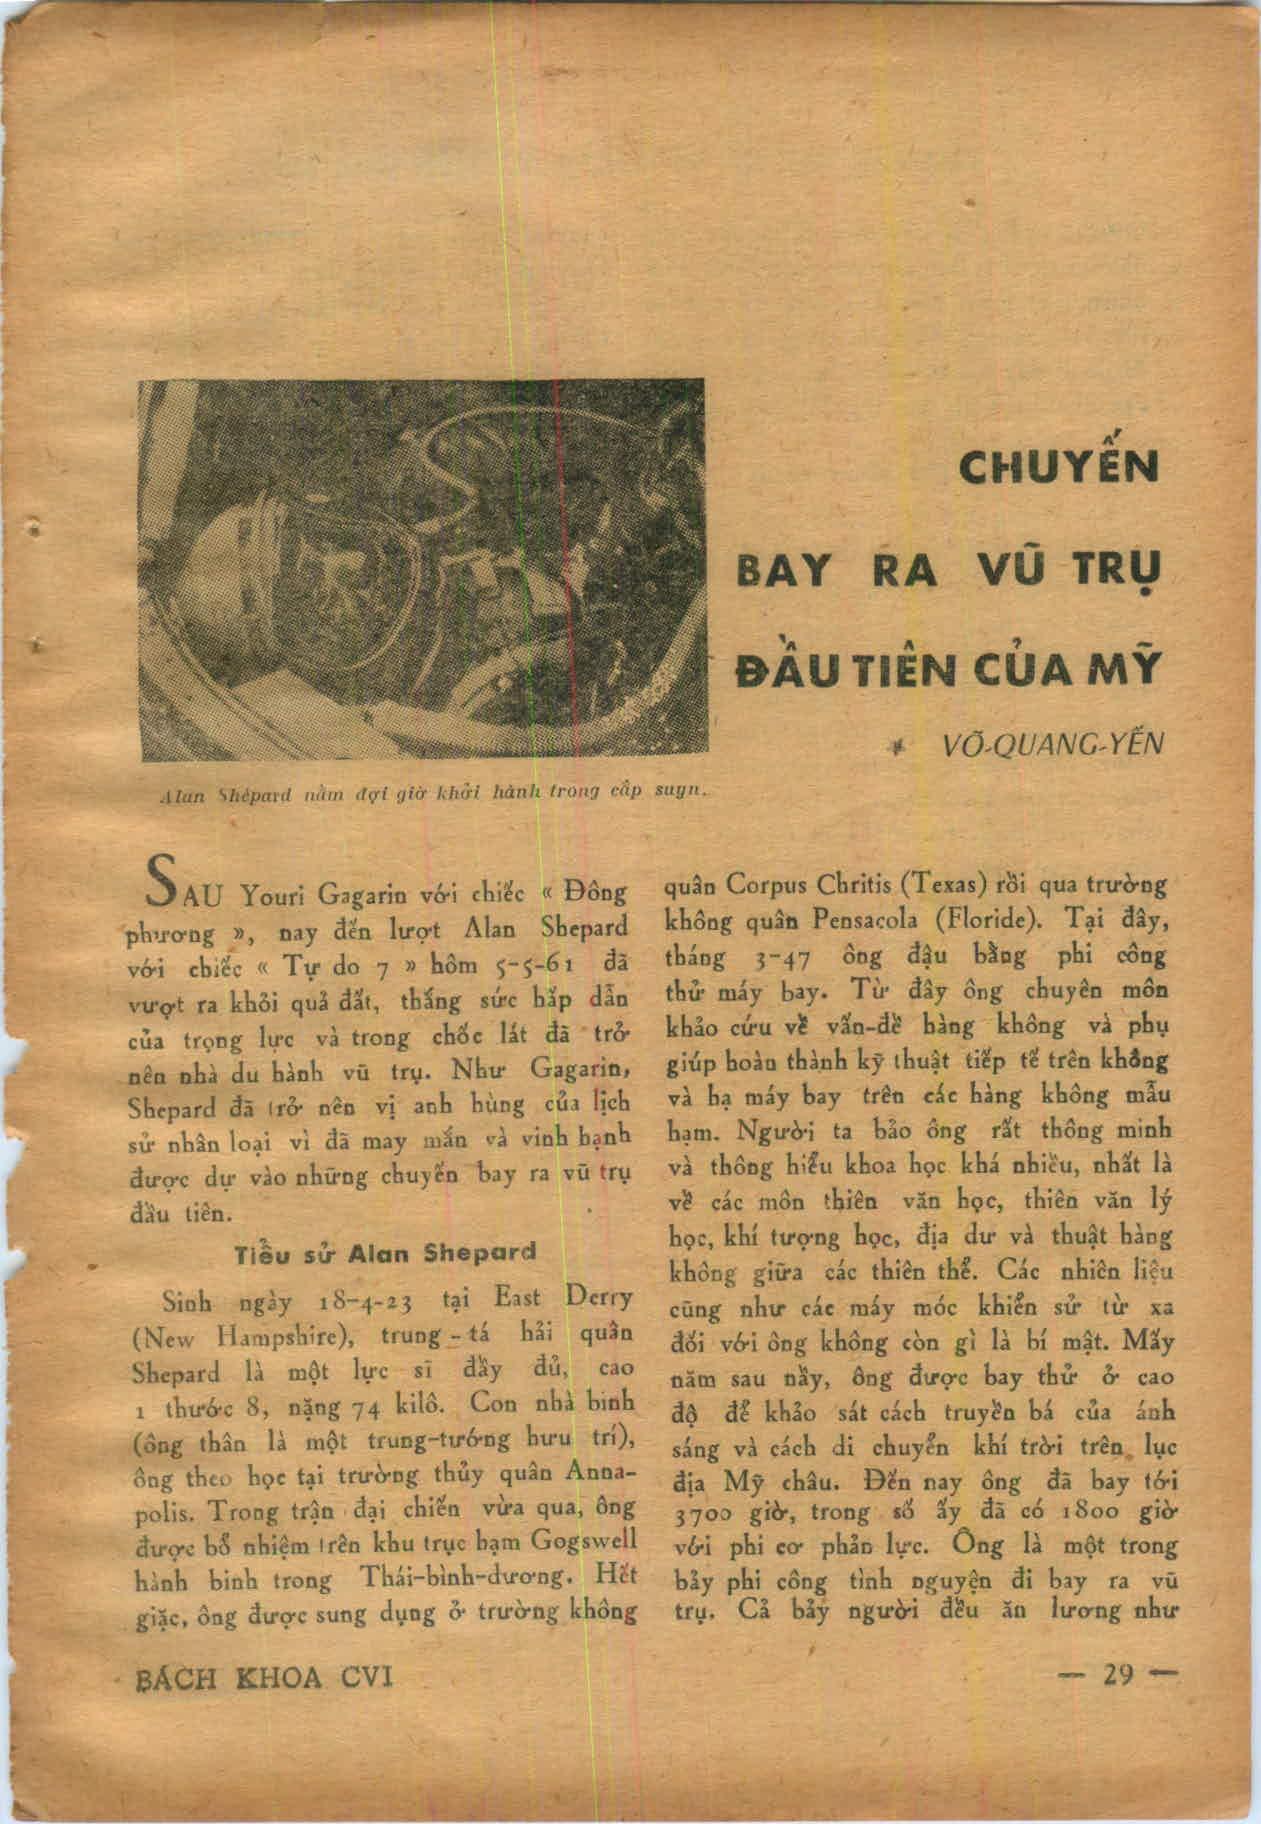 CHUYẾN
BAY RA VŨ TRỤ
ĐẦU TIÊN CỦA MỸ
* VÕ-QUANG-YẾN
Alan Shépard nằm đợi giờ khởi hành trong cấp suyn.
SAU Youri Gagarin với chiếc « Đông
phương », nay đến lượt Alan Shepard
với chiếc « Tự do 7 » hôm 5-5-61 đã
vượt ra khỏi quả đất, thắng sức hấp dẫn
của trọng lực và trong chốc lát đã trở
nên nhà du hành vũ trụ. Như Gagarin,
Shepard đã trở nên vị anh hùng của lịch
sử nhân loại vì đã may mắn và vinh hạnh
được dự vào những chuyến bay ra vũ trụ
đầu tiên.
Tiểu sử Alan Shepard
Sinh ngày 18-4-23 tại East Derry
(New Hampshire), trung-tá hải quân
Shepard là một lực sĩ đầy đủ, cao
1 thước 8, nặng 74 kilô. Con nhà binh
(ông thân là một trung-tướng hưu trí),
ông theo học tại trường thủy quân Anna-
polis. Trong trận đại chiến vừa qua, ông
được bổ nhiệm trên khu trục hạm Gogswell
hành binh trong Thái-bình-dương. Hết
giặc, ông được sung dụng ở trường không
quân Corpus Chritis (Texas) rồi qua trường
không quân Pensacola (Floride). Tại đây,
tháng 3-47 ông đậu bằng phi công
thử máy bay. Từ đây ông chuyên môn
khảo cứu về vấn-đề hàng không và phụ
giúp hoàn thành kỹ thuật tiếp tế trên không
và hạ máy bay trên các hàng không mẫu
hạm. Người ta bảo ông rất thông minh
và thông hiểu khoa học khá nhiều, nhất là
về các môn thiên văn học, thiên văn lý
học, khí tượng học, địa dư và thuật hàng
không giữa các thiên thể. Các nhiên liệu
cũng như các máy móc khiển sử từ xa
đối với ông không còn gì là bí mật. Mấy
năm sau nầy, ông được bay thử ở cao
độ để khảo sát cách truyền bá của ánh
sáng và cách di chuyển khí trời trên lục
địa Mỹ châu. Đến nay ông đã bay tới
3700 giờ, trong số ấy đã có 1800 giờ
với phi cơ phản lực. Ông là một trong
bảy phi công tình nguyện đi bay ra vũ
trụ. Cả bảy người đều ăn lương như
BÁCH KHOA CVI
— 29 —